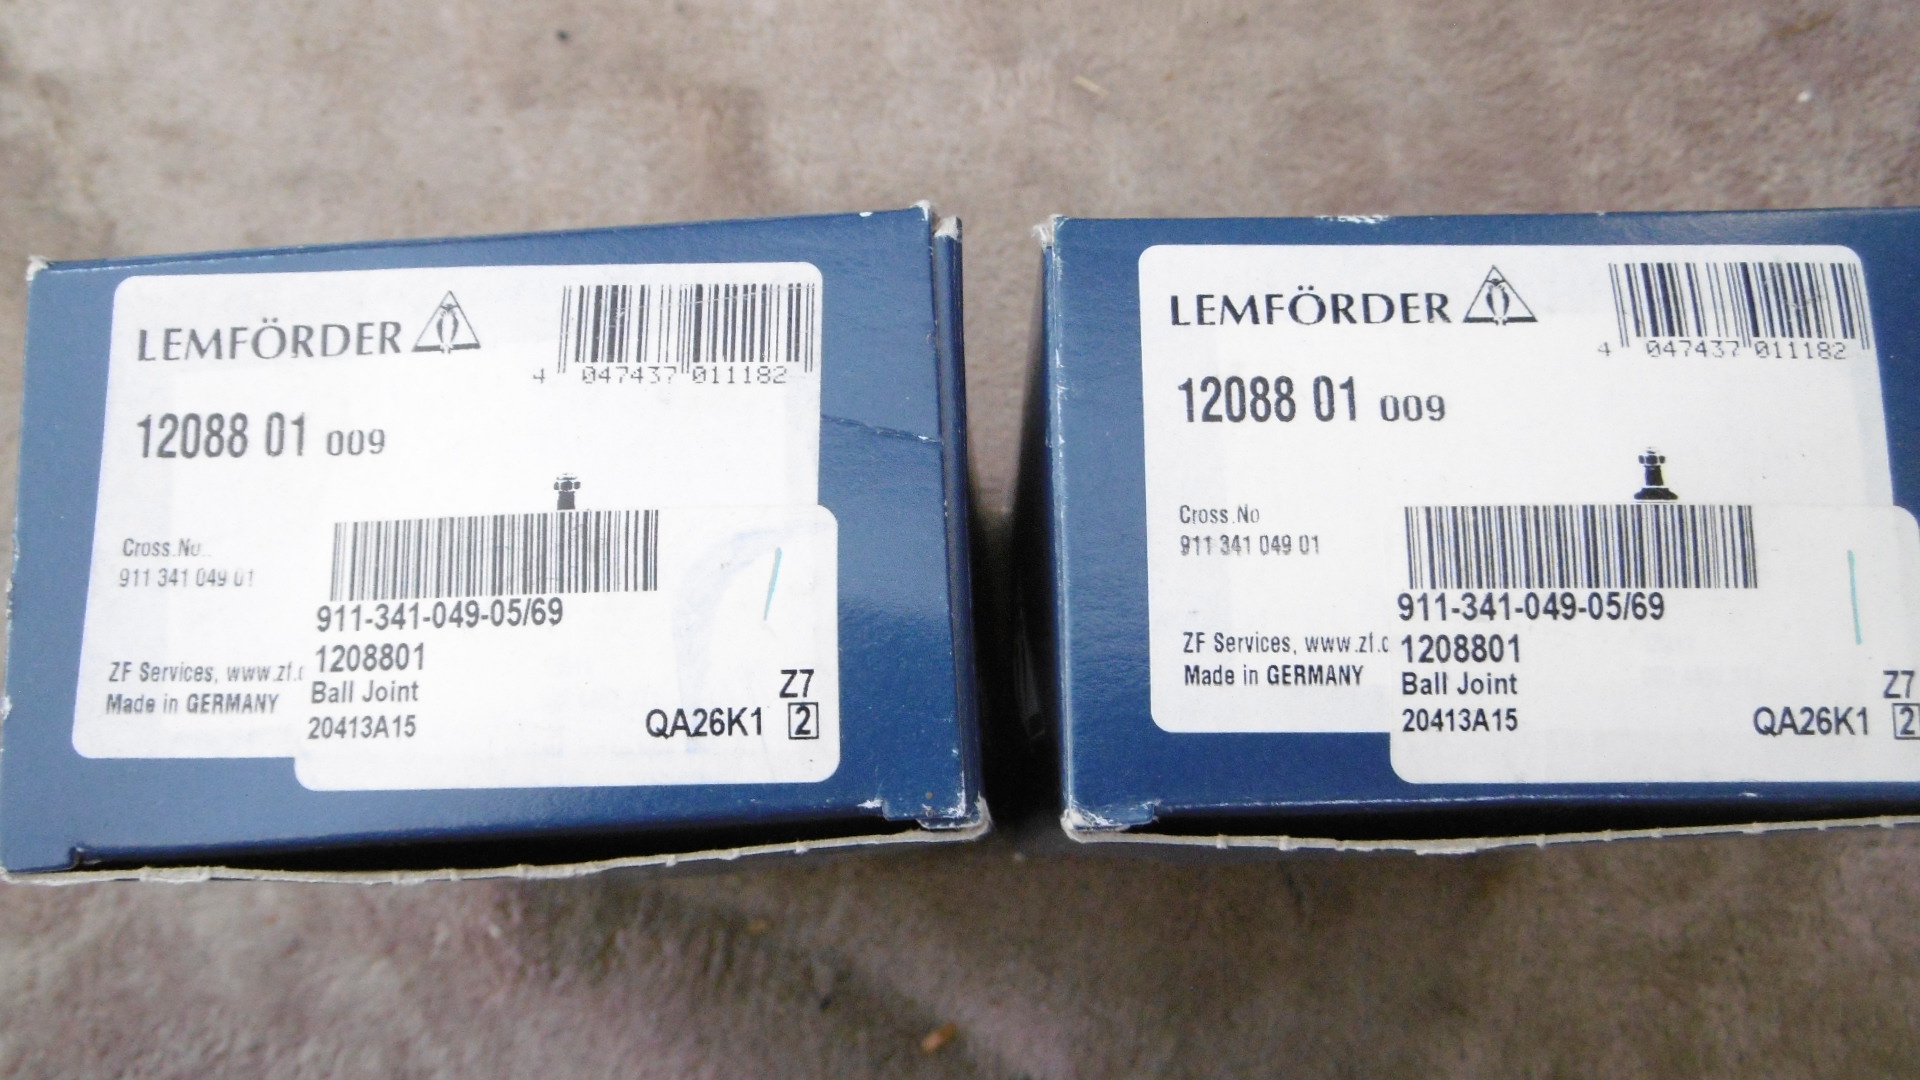 LEMFÖRDER
4 047437 011182
12088 01 009
Cross.No.
911 341 049 01
911-341-049-05/69
ZF Services, www.zf.c
1208801
Made in GERMANY
Ball Joint
Z7
20413A15
QA26K1 2
LEMFÖRDER
4 047437 011182
12088 01 009
Cross.No
911 341 049 01
911-341-049-05/69
ZF Services, www.zf.c
1208801
Made in GERMANY
Ball Joint
Z7
20413A15
QA26K1 2